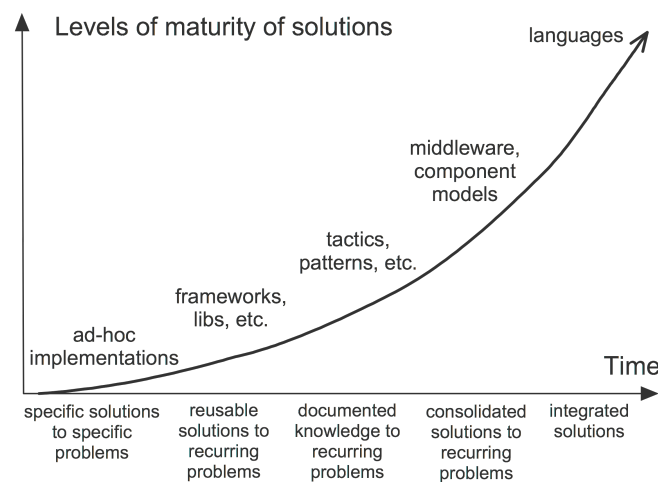 Levels of maturity of solutions
languages
middleware,
component
models
tactics,
patterns, etc.
frameworks,
libs, etc.
ad-hoc
implementations
Time
specific solutions
to specific
problems
reusable
solutions to
recurring
problems
documented
knowledge to
recurring
problems
consolidated
solutions to
recurring
problems
integrated
solutions